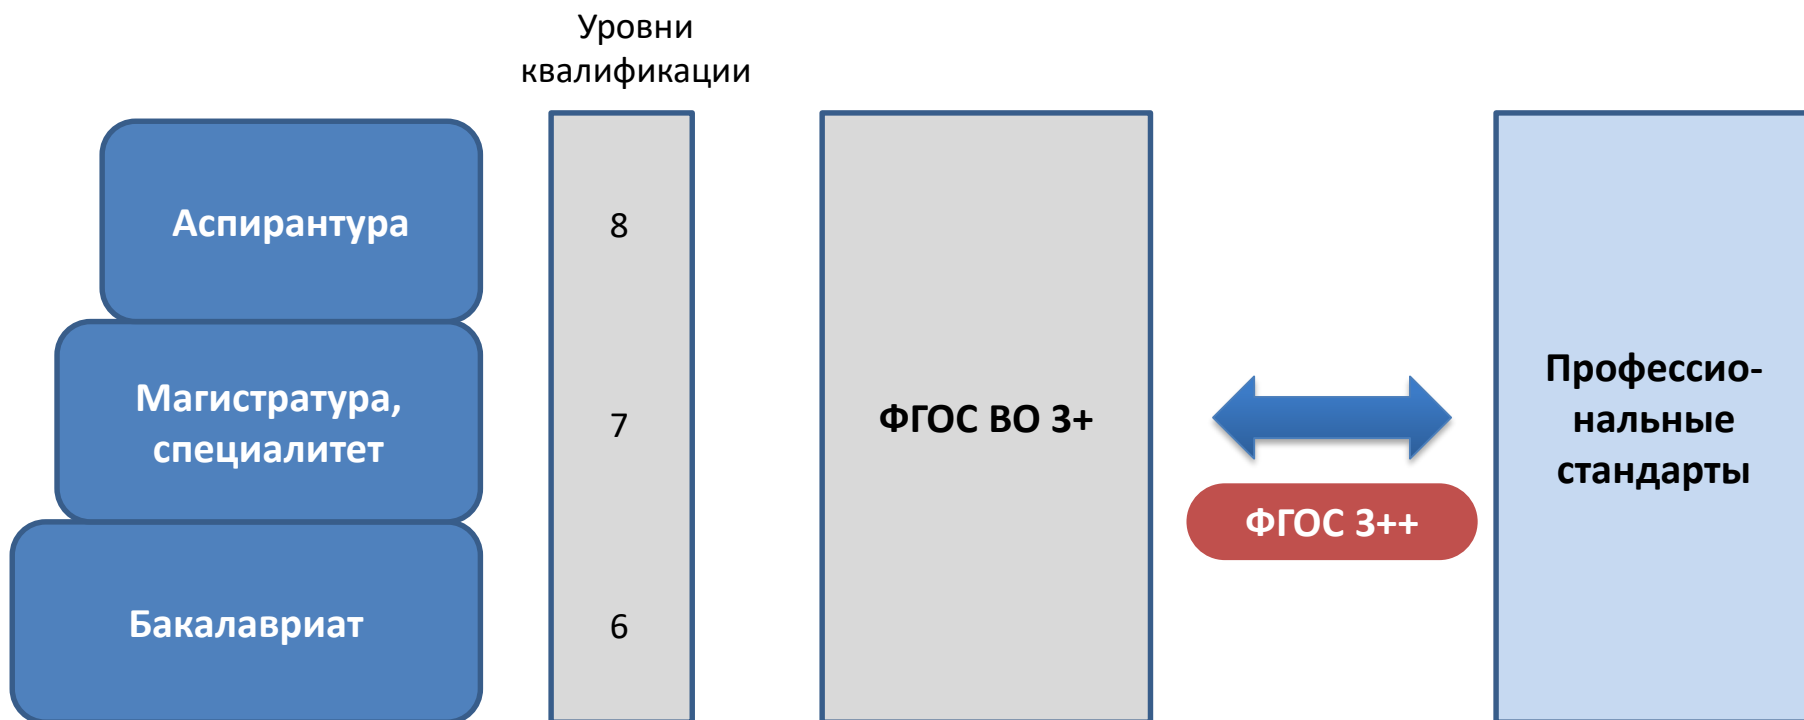 Уровни
квалификации
Аспирантура
8
Магистратура,
специалитет
7
Бакалавриат
6
ФГОС ВО 3+
ФГОС 3++
Профессио-
нальные
стандарты